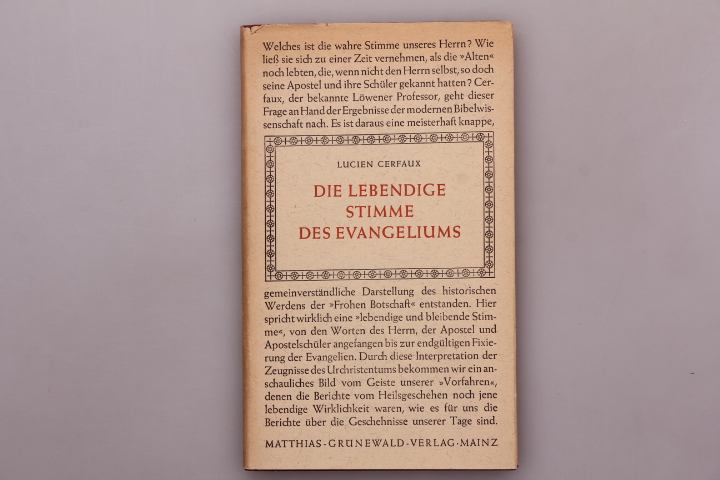 Welches ist die wahre Stimme unseres Herrn? Wie
ließ sie sich zu einer Zeit vernehmen, als die »Alten«
noch lebten, die, wenn nicht den Herrn selbst, so doch
seine Apostel und ihre Schüler gekannt hatten? Cer-
faux, der bekannte Löwener Professor, geht dieser
Frage an Hand der Ergebnisse der modernen Bibelwis-
senschaft nach. Es ist daraus eine meisterhaft knappe,
LUCIEN CERFAUX
DIE LEBENDIGE
STIMME
DES EVANGELIUMS
gemeinverständliche Darstellung des historischen
Werdens der »Frohen Botschaft« entstanden. Hier
spricht wirklich eine »lebendige und bleibende Stim-
me«, von den Worten des Herrn, der Apostel und
Apostelschüler angefangen bis zur endgültigen Fixie-
rung der Evangelien. Durch diese Interpretation der
Zeugnisse des Urchristentums bekommen wir ein an-
schauliches Bild vom Geiste unserer »Vorfahren«,
denen die Berichte vom Heilsgeschehen noch jene
lebendige Wirklichkeit waren, wie es für uns die
Berichte über die Geschehnisse unserer Tage sind.
MATTHIAS·GRÜNEWALD·VERLAG·MAINZ